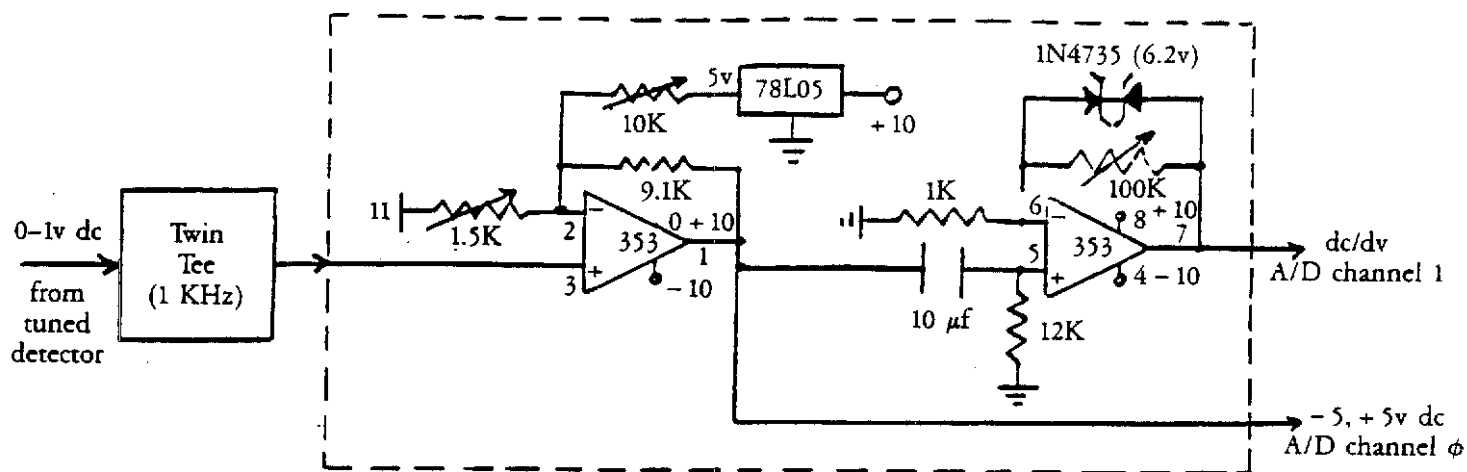 1N4735 (6.2v)
5v
78L05
10K
+ 10
9.1K
100K
11
1.5K
−
2
0 + 10
353
1
+
3
− 10
1K
6
−
8
+ 10
5
353
7
+
4 − 10
10 μf
12K
0–1v dc
from
tuned
detector
Twin
Tee
(1 KHz)
dc/dv
A/D channel 1
− 5, + 5v dc
A/D channel ϕ